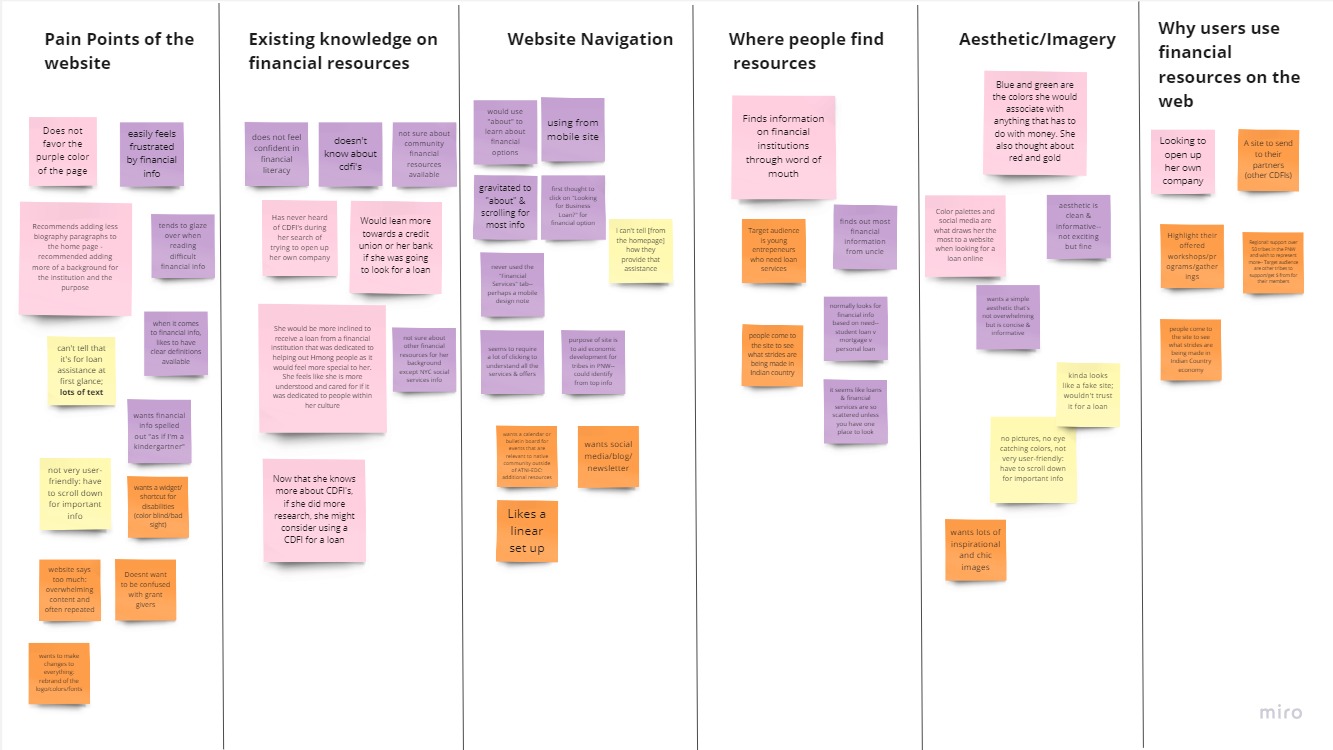 Pain Points of the
website
Does not
favor the
purple color
of the page
easily feels
frustrated
by financial
info
Recommends adding less
biography paragraphs to
the home page -
recommended adding
more of a background for
the institution and the
purpose
tends to glaze
over when
reading
difficult
financial info
can't tell that
it's for loan
assistance at
first glance;
lots of text
when it comes
to financial info,
likes to have
clear definitions
available
wants financial
info spelled
out "as if I'm a
kindergartner"
not very user-
friendly: have
to scroll down
for important
info
wants a widget/
shortcut for
disabilities
(color blind/bad
sight)
website says
too much:
overwhelming
content and
often repeated
Doesnt want
to be confused
with grant
givers
wants to make
changes to
everything:
rebrand of the
logo/colors/fonts
Existing knowledge on
financial resources
does not feel
confident in
financial
literacy
doesn't
know about
cdfi's
not sure about
community
financial
resources
available
Has never heard
of CDFI's during
her search of
trying to open up
her own company
Would lean more
towards a credit
union or her bank
if she was going
to look for a loan
She would be more inclined to
receive a loan from a financial
institution that was dedicated to
helping out Hmong people as it
would feel more special to her.
She feels like she is more
understood and cared for if it
was dedicated to people within
her culture
not sure about
other financial
resources for her
background
except NYC social
services info
Now that she knows
more about CDFI's,
if she did more
research, she might
consider using a
CDFI for a loan
Website Navigation
would use
"about" to
learn about
financial
options
using from
mobile site
gravitated to
"about" &
scrolling for
most info
first thought to
click on "Looking
for Business
Loan?" for
financial option
I can't tell [from
the homepage]
how they
provide that
assistance
never used the
"Financial
Services" tab--
perhaps a mobile
design note
seems to require
a lot of clicking to
understand all the
services & offers
purpose of site is
to aid economic
development for
tribes in PNW--
could identify
from top info
wants a calendar or
bulletin board for
events that are
relevant to native
community outside
of ATNI-EDC/
additional resources
wants social
media/blog/
newsletter
Likes a
linear
set up
Where people find
resources
Finds information
on financial
institutions
through word of
mouth
Target audience
is young
entrepeneurs
who need loan
services
finds out most
financial
information
from uncle
people come to
the site to see
what strides are
being made in
Indian country
normally looks for
financial info
based on need--
student loan v
mortgage v
personal loan
it seems like loans
& financial
services are so
scattered unless
you have one
place to look
Aesthetic/Imagery
Blue and green are
the colors she would
associate with
anything that has to
do with money. She
also thought about
red and gold
Color palettes and
social media are
what draws her the
most to a website
when looking for a
loan online
aesthetic is
clean &
informative--
not exciting
but fine
wants a simple
aesthetic that's
not overwhelming
but is concise &
informative
kinda looks
like a fake site;
wouldn't trust
it for a loan
no pictures, no eye
catching colors, not
very user-friendly:
have to scroll down
for important info
wants lots of
inspirational
and chic
images
Why users use
financial
resources on the
web
Looking to
open up
her own
company
A site to send
to their
partners
(other CDFIs)
Highlight their
offered
workshops/pr
ograms/gather
ings
Regional: support over
53 tribes in the PNW
and wish to represent
more-- Target audience
are other tribes to
support/get $ from for
their members
people come to
the site to see
what strides are
being made in
Indian Country
economy
miro